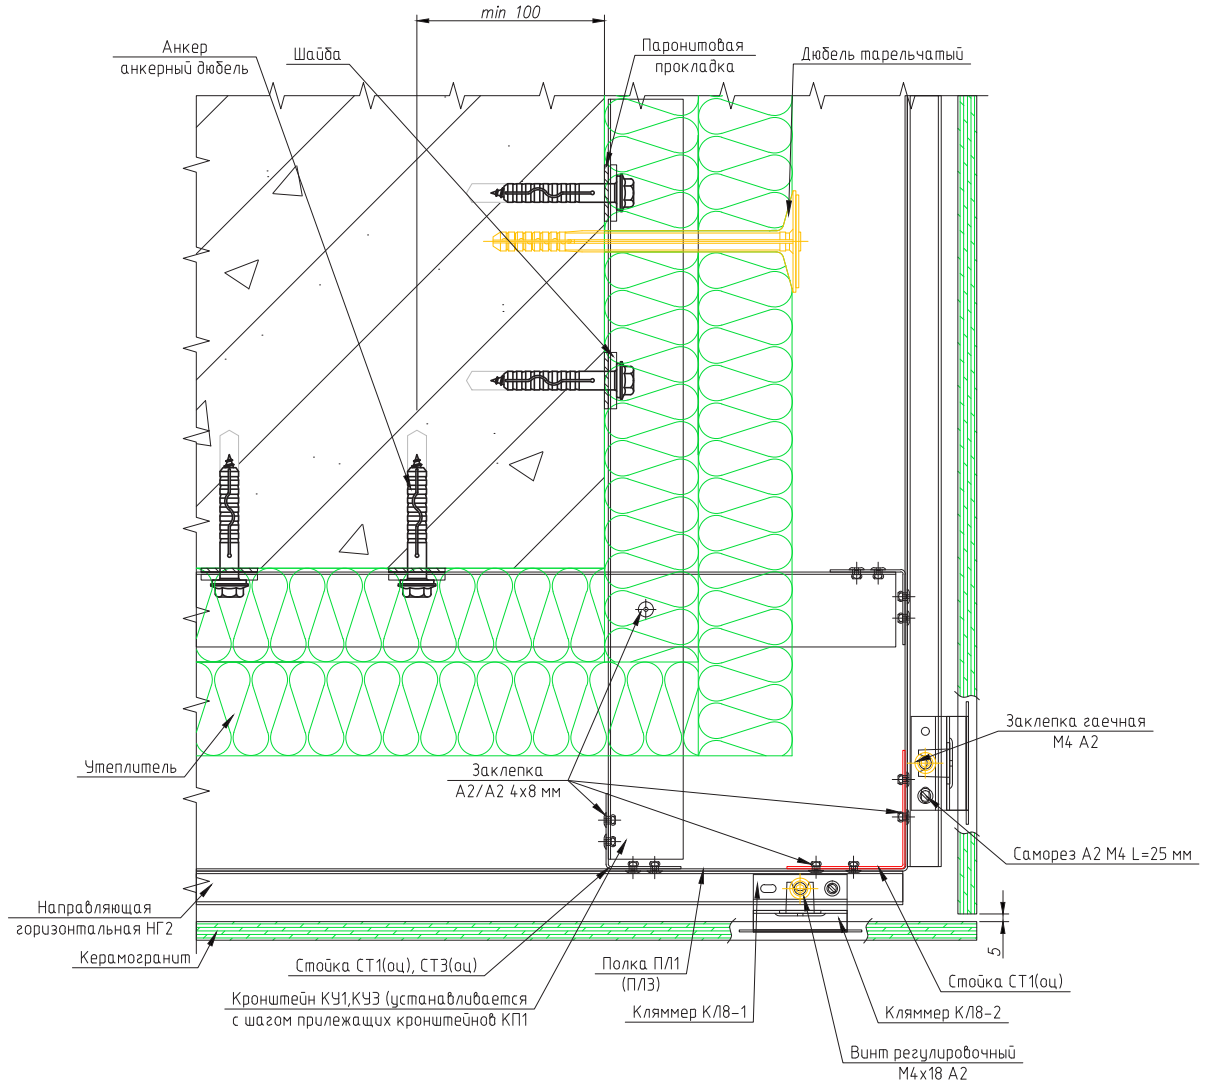 min 100
Анкер
анкерный дюбель
Шайба
Паронитовая
прокладка
Дюбель тарельчатый
Заклепка гаечная
М4 А2
Утеплитель
Заклепка
А2/А2 4х8 мм
Саморез А2 М4 L=25 мм
Направляющая
горизонтальная НГ2
Керамогранит
5
Стойка СТ1(оц), СТ3(оц)
Полка ПЛ1
(ПЛ3)
Стойка СТ1(оц)
Кронштейн КУ1,КУ3 (устанавливается
с шагом прилежащих кронштейнов КП1
Кляммер КЛ8-1
Кляммер КЛ8-2
Винт регулировочный
М4х18 А2